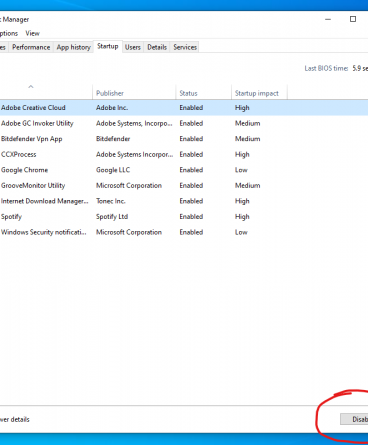 Manager
ptions View
es Performance App history Startup Users Details Services
Last BIOS time: 5.9 se
Publisher Status Startup impact
Adobe Creative Cloud Adobe Inc. Enabled High
Adobe GC Invoker Utility Adobe Systems, Incorpo... Enabled Medium
Bitdefender Vpn App Bitdefender Enabled Medium
CCXProcess Adobe Systems Incorpor... Enabled High
Google Chrome Google LLC Enabled Low
GrooveMonitor Utility Microsoft Corporation Enabled Medium
Internet Download Manager... Tonec Inc. Enabled High
Spotify Spotify Ltd Enabled High
Windows Security notificati... Microsoft Corporation Enabled Low
wer details Disab